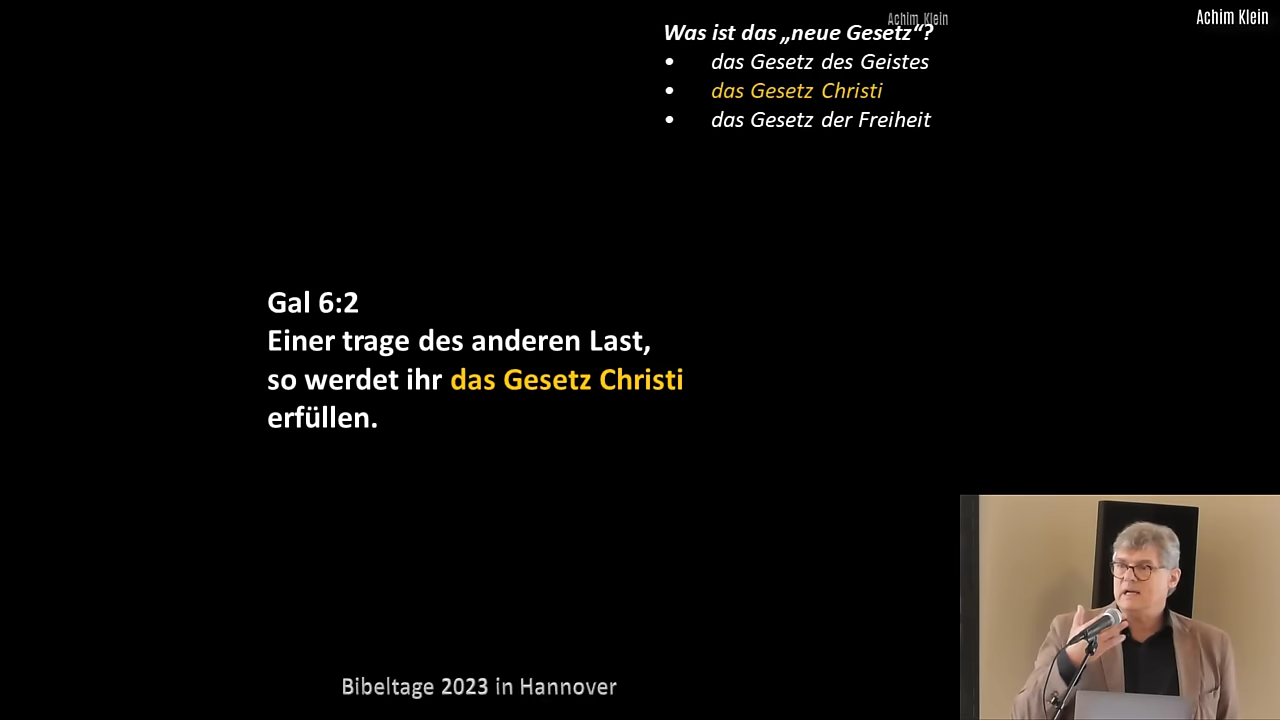 Achim Klein
Achim Klein
Was ist das „neue Gesetz“?
• das Gesetz des Geistes
• das Gesetz Christi
• das Gesetz der Freiheit
Gal 6:2
Einer trage des anderen Last,
so werdet ihr das Gesetz Christi
erfüllen.
Bibeltage 2023 in Hannover